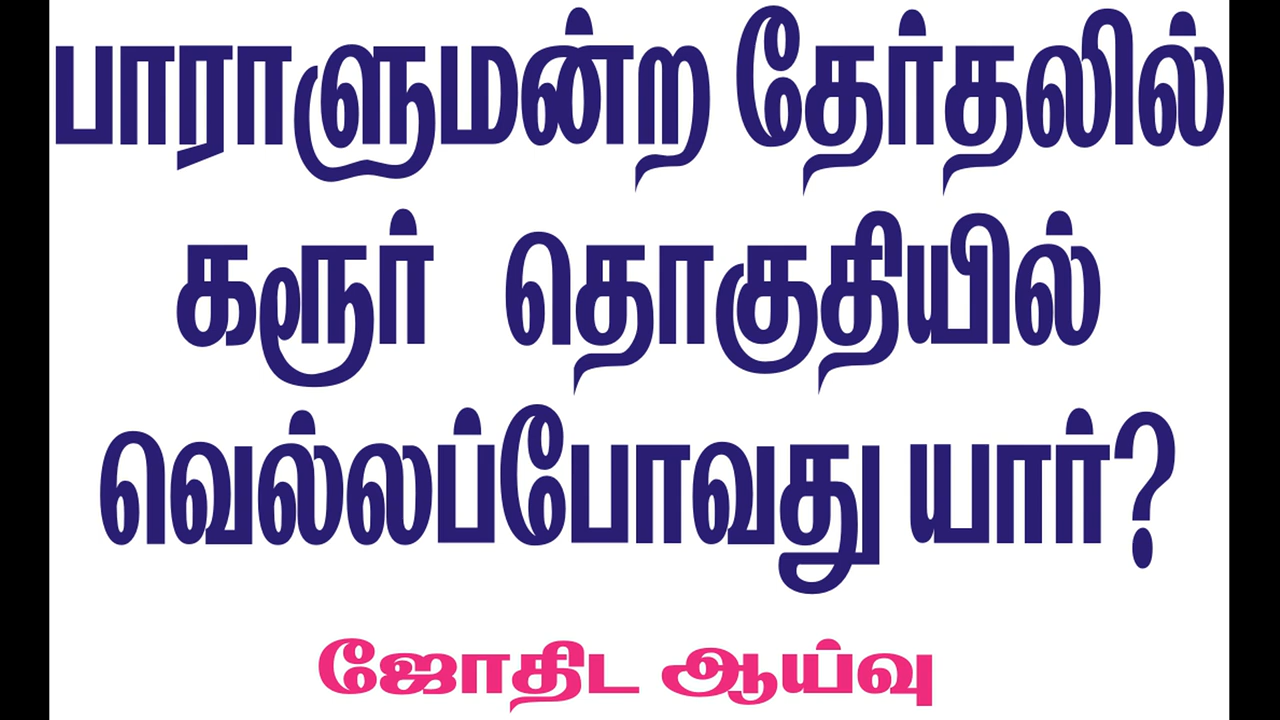 பாராளுமன்ற தேர்தலில்
கரூர் தொகுதியில்
வெல்லப்போவது யார்?
ஜோதிட ஆய்வு